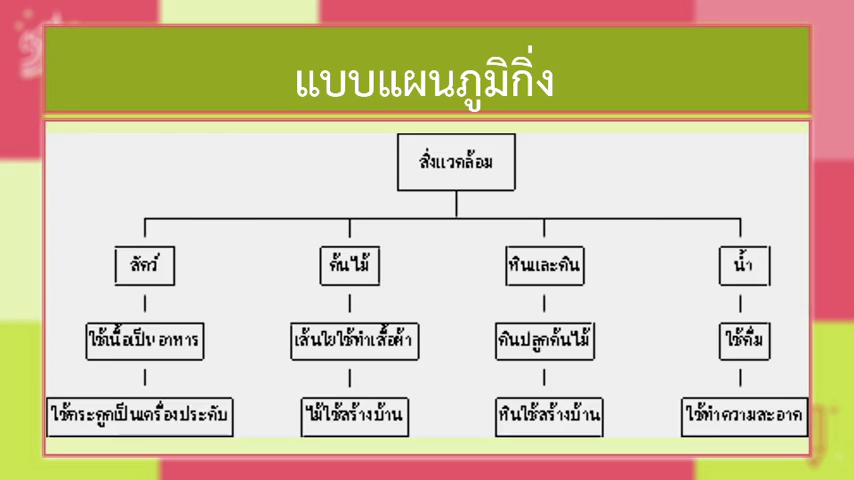 แบบแผนภูมิกิ่ง
สิ่งแวดล้อม
สัตว์
ต้นไม้
หินและดิน
น้ำ
ใช้เนื้อเป็นอาหาร
เส้นใยใช้ทำเสื้อผ้า
ดินปลูกต้นไม้
ใช้ดื่ม
ใช้กระดูกเป็นเครื่องประดับ
ไม้ใช้สร้างบ้าน
หินใช้สร้างบ้าน
ใช้ทำความสะอาด